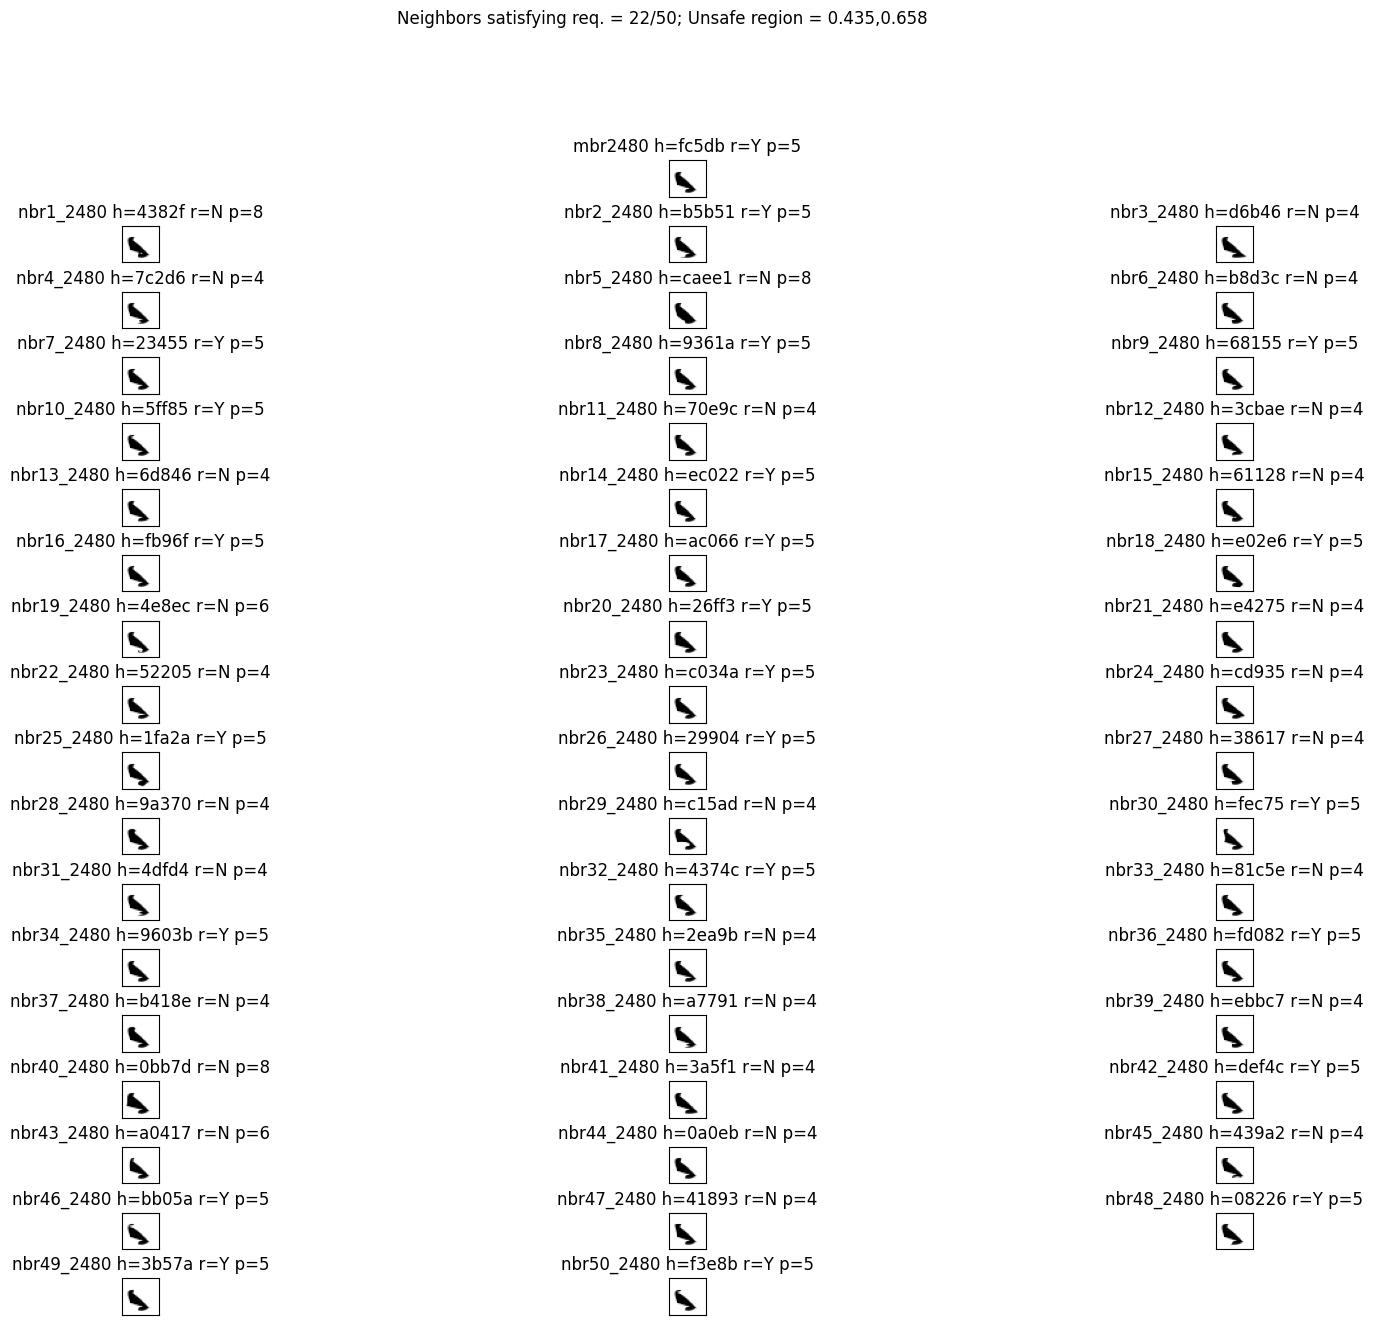 Neighbors satisfying req. = 22/50; Unsafe region = 0.435,0.658
mbr2480 h=fc5db r=Y p=5
nbr1_2480 h=4382f r=N p=8
nbr2_2480 h=b5b51 r=Y p=5
nbr3_2480 h=d6b46 r=N p=4
nbr4_2480 h=7c2d6 r=N p=4
nbr5_2480 h=caee1 r=N p=8
nbr6_2480 h=b8d3c r=N p=4
nbr7_2480 h=23455 r=Y p=5
nbr8_2480 h=9361a r=Y p=5
nbr9_2480 h=68155 r=Y p=5
nbr10_2480 h=5ff85 r=Y p=5
nbr11_2480 h=70e9c r=N p=4
nbr12_2480 h=3cbae r=N p=4
nbr13_2480 h=6d846 r=N p=4
nbr14_2480 h=ec022 r=Y p=5
nbr15_2480 h=61128 r=N p=4
nbr16_2480 h=fb96f r=Y p=5
nbr17_2480 h=ac066 r=Y p=5
nbr18_2480 h=e02e6 r=Y p=5
nbr19_2480 h=4e8ec r=N p=6
nbr20_2480 h=26ff3 r=Y p=5
nbr21_2480 h=e4275 r=N p=4
nbr22_2480 h=52205 r=N p=4
nbr23_2480 h=c034a r=Y p=5
nbr24_2480 h=cd935 r=N p=4
nbr25_2480 h=1fa2a r=Y p=5
nbr26_2480 h=29904 r=Y p=5
nbr27_2480 h=38617 r=N p=4
nbr28_2480 h=9a370 r=N p=4
nbr29_2480 h=c15ad r=N p=4
nbr30_2480 h=fec75 r=Y p=5
nbr31_2480 h=4dfd4 r=N p=4
nbr32_2480 h=4374c r=Y p=5
nbr33_2480 h=81c5e r=N p=4
nbr34_2480 h=9603b r=Y p=5
nbr35_2480 h=2ea9b r=N p=4
nbr36_2480 h=fd082 r=Y p=5
nbr37_2480 h=b418e r=N p=4
nbr38_2480 h=a7791 r=N p=4
nbr39_2480 h=ebbc7 r=N p=4
nbr40_2480 h=0bb7d r=N p=8
nbr41_2480 h=3a5f1 r=N p=4
nbr42_2480 h=def4c r=Y p=5
nbr43_2480 h=a0417 r=N p=6
nbr44_2480 h=0a0eb r=N p=4
nbr45_2480 h=439a2 r=N p=4
nbr46_2480 h=bb05a r=Y p=5
nbr47_2480 h=41893 r=N p=4
nbr48_2480 h=08226 r=Y p=5
nbr49_2480 h=3b57a r=Y p=5
nbr50_2480 h=f3e8b r=Y p=5